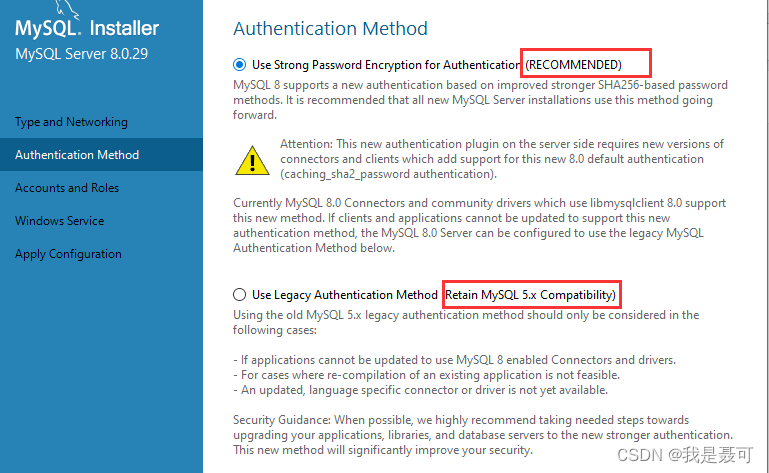 MySQL. Installer
MySQL Server 8.0.29
Type and Networking
Authentication Method
Accounts and Roles
Windows Service
Apply Configuration
Authentication Method
Use Strong Password Encryption for Authentication (RECOMMENDED)
MySQL 8 supports a new authentication based on improved stronger SHA256-based password
methods. It is recommended that all new MySQL Server installations use this method going
forward.
Attention: This new authentication plugin on the server side requires new versions of
connectors and clients which add support for this new 8.0 default authentication
(caching_sha2_password authentication).
Currently MySQL 8.0 Connectors and community drivers which use libmysqlclient 8.0 support
this new method. If clients and applications cannot be updated to support this new
authentication method, the MySQL 8.0 Server can be configured to use the legacy MySQL
Authentication Method below.
Use Legacy Authentication Method Retain MySQL 5.x Compatibility)
Using the old MySQL 5.x legacy authentication method should only be considered in the
following cases:
- If applications cannot be updated to use MySQL 8 enabled Connectors and drivers.
- For cases where re-compilation of an existing application is not feasible.
- An updated, language specific connector or driver is not yet available.
Security Guidance: When possible, we highly recommend taking needed steps towards
upgrading your applications, libraries, and database servers to the new stronger authentication.
This new method will significantly improve your security.
CSDN @我是聂可